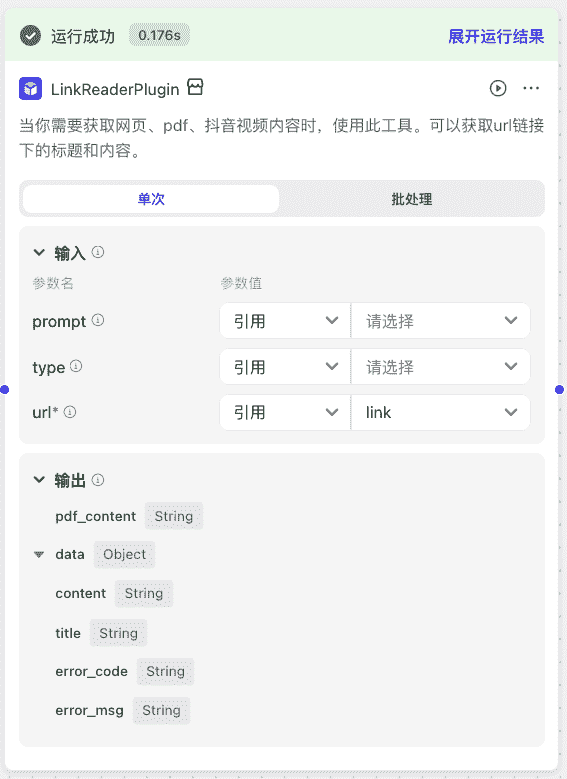 运行成功 0.176s 展开运行结果
LinkReaderPlugin
当你需要获取网页、pdf、抖音视频内容时，使用此工具。可以获取url链接
下的标题和内容。
单次 批处理
输入
参数名 参数值
prompt 引用 请选择
type 引用 请选择
url* 引用 link
输出
pdf_content String
data Object
content String
title String
error_code String
error_msg String